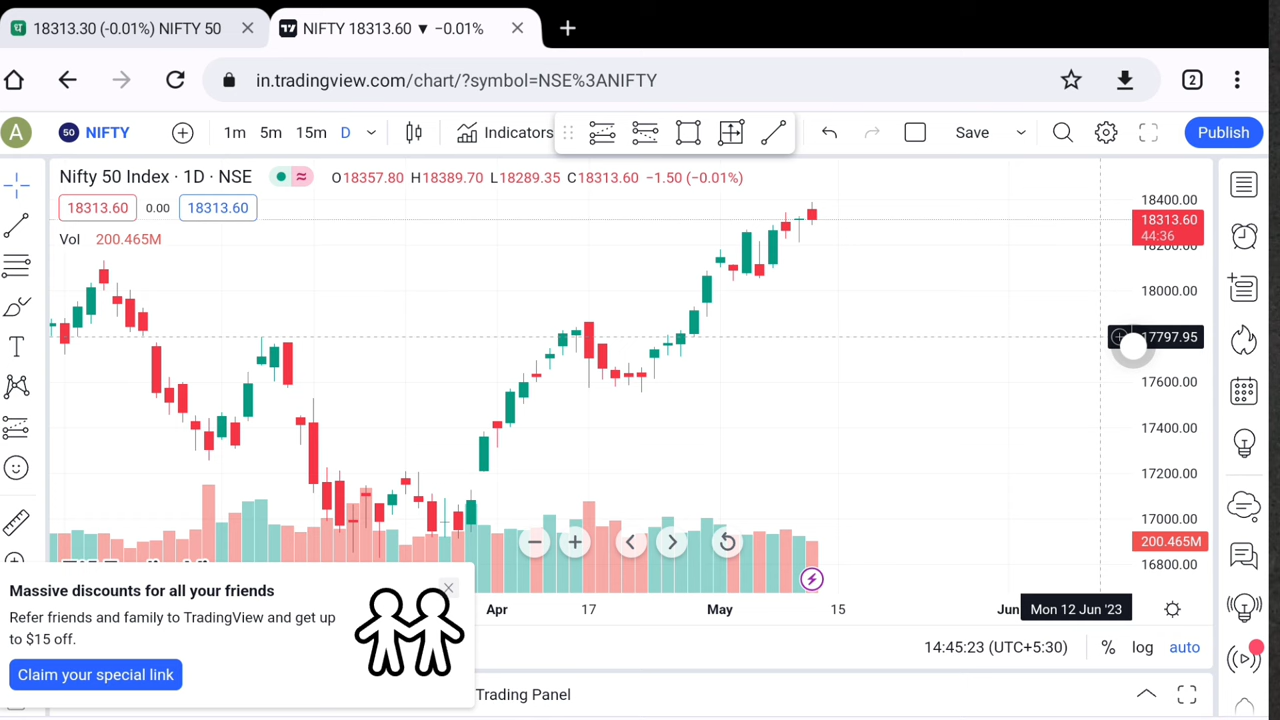 18313.30 (-0.01%) NIFTY 50
NIFTY 18313.60 ▼ −0.01%
in.tradingview.com/chart/?symbol=NSE%3ANIFTY
2
A
50 NIFTY
1m 5m 15m D
Indicators
Save
Publish
Nifty 50 Index · 1D · NSE
O18357.80 H18389.70 L18289.35 C18313.60 −1.50 (−0.01%)
18313.60 0.00 18313.60
Vol 200.465M
18400.00
18313.60
44:36
18200.00
18000.00
17797.95
17600.00
17400.00
17200.00
17000.00
200.465M
16800.00
Apr 17 May 15 Jun Mon 12 Jun '23
Massive discounts for all your friends
Refer friends and family to TradingView and get up
to $15 off.
Claim your special link
14:45:23 (UTC+5:30) % log auto
Trading Panel